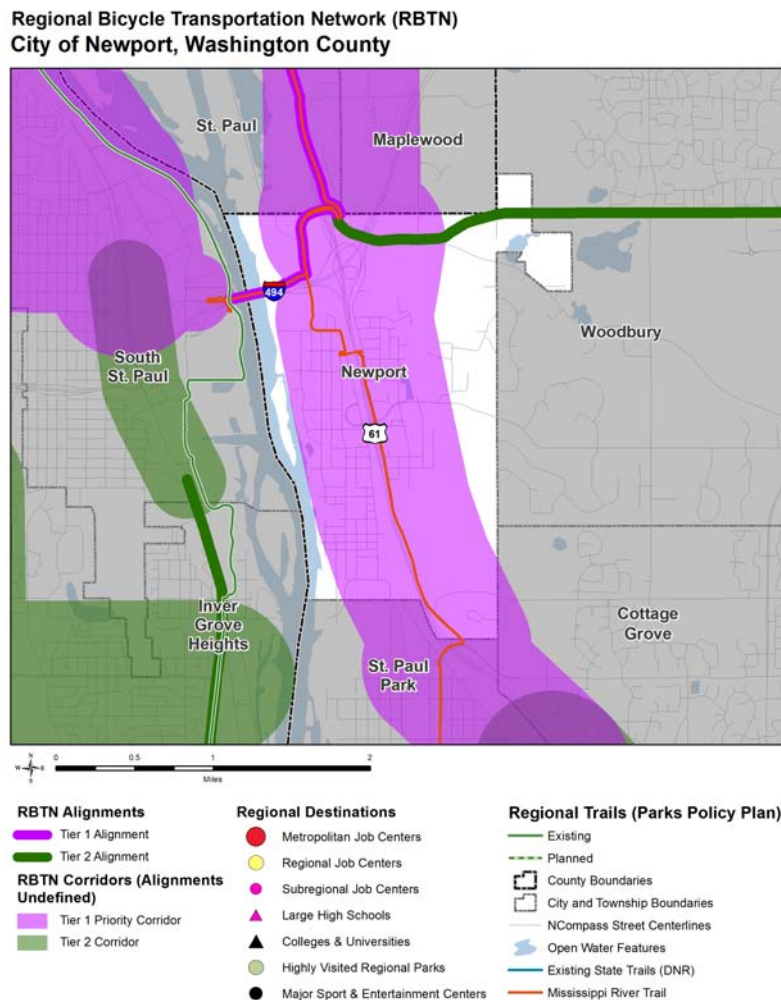 Regional Bicycle Transportation Network (RBTN)
City of Newport, Washington County
St. Paul
Maplewood
494
Woodbury
South
St. Paul
Newport
61
Inver
Grove
Heights
Cottage
Grove
St. Paul
Park
N
W
E
S
0
0.5
1
2
Miles
RBTN Alignments
Tier 1 Alignment
Tier 2 Alignment
RBTN Corridors (Alignments
Undefined)
Tier 1 Priority Corridor
Tier 2 Corridor
Regional Destinations
Metropolitan Job Centers
Regional Job Centers
Subregional Job Centers
Large High Schools
Colleges & Universities
Highly Visited Regional Parks
Major Sport & Entertainment Centers
Regional Trails (Parks Policy Plan)
Existing
Planned
County Boundaries
City and Township Boundaries
NCompass Street Centerlines
Open Water Features
Existing State Trails (DNR)
Mississippi River Trail